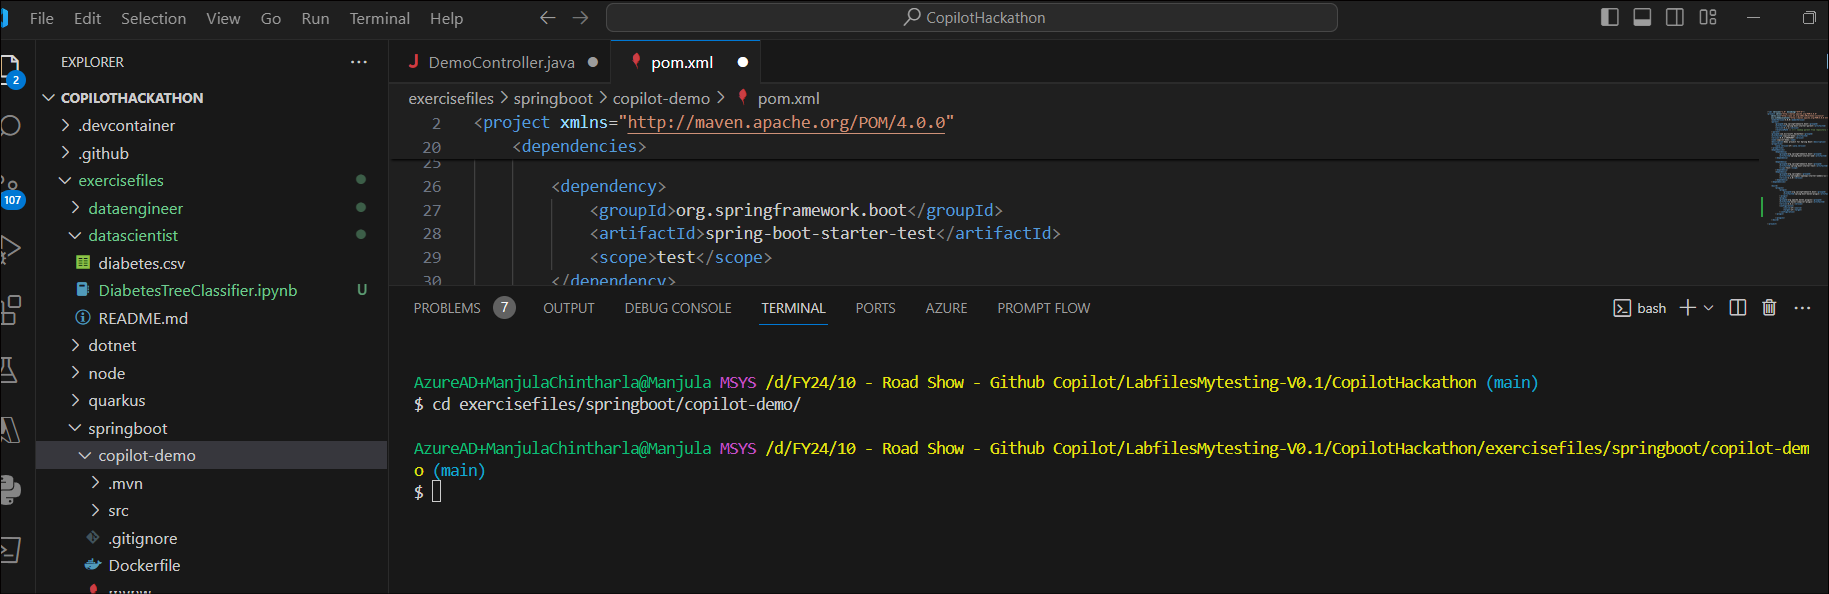 File Edit Selection View Go Run Terminal Help
CopilotHackathon
2
107
EXPLORER
COPILOTHACKATHON
.devcontainer
.github
exercisefiles
dataengineer
datascientist
diabetes.csv
DiabetesTreeClassifier.ipynb U
README.md
dotnet
node
quarkus
springboot
copilot-demo
.mvn
src
.gitignore
Dockerfile
mvnw
DemoController.java
pom.xml
exercisefiles > springboot > copilot-demo > pom.xml
2 <project xmlns="http://maven.apache.org/POM/4.0.0"
20 <dependencies>
25
26 <dependency>
27 <groupId>org.springframework.boot</groupId>
28 <artifactId>spring-boot-starter-test</artifactId>
29 <scope>test</scope>
30 </dependency>
PROBLEMS 7 OUTPUT DEBUG CONSOLE TERMINAL PORTS AZURE PROMPT FLOW
bash
AzureAD+ManjulaChintharla@Manjula MSYS /d/FY24/10 - Road Show - Github Copilot/LabfilesMytesting-V0.1/CopilotHackathon (main)
$ cd exercisefiles/springboot/copilot-demo/
AzureAD+ManjulaChintharla@Manjula MSYS /d/FY24/10 - Road Show - Github Copilot/LabfilesMytesting-V0.1/CopilotHackathon/exercisefiles/springboot/copilot-dem
o (main)
$